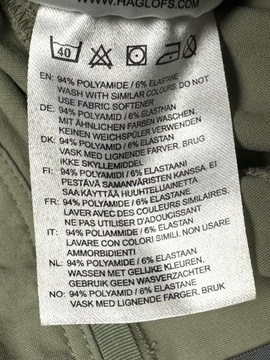 WWW.HAGLOFS.COM
40
EN: 94% POLYAMIDE / 6% ELASTANE
WASH WITH SIMILAR COLOURS. DO NOT
USE FABRIC SOFTENER
DE: 94% POLYAMID / 6% ELASTHAN
MIT ÄHNLICHEN FARBEN WASCHEN.
KEINEN WEICHSPÜLER VERWENDEN.
DK: 94% POLYAMID / 6% ELASTAN
VASK MED LIGNENDE FARVER. BRUG
IKKE SKYLLEMIDDEL
FI: 94% POLYAMIDI / 6% ELASTAANI
PESTÄVÄ SAMANVÄRISTEN KANSSA. EI
SAA KÄYTTÄÄ HUUHTELUAINETTA.
FR: 94% POLYAMIDE / 6% ELASTHANNE
LAVER AVEC DES COULEURS SIMILAIRES.
NE PAS UTILISER D'ADOUCISSANT
IT: 94% POLIAMMIDE / 6% ELASTAN
LAVARE CON COLORI SIMILI. NON USARE
AMMORBIDENTI
NL: 94% POLYAMIDE / 6% ELASTAAN
WASSEN MET GELIJKE KLEUREN.
GEBRUIK GEEN WASVERZACHTER
NO: 94% POLYAMID / 6% ELASTAN
VASK MED LIGNENDE FARGER. BRUK